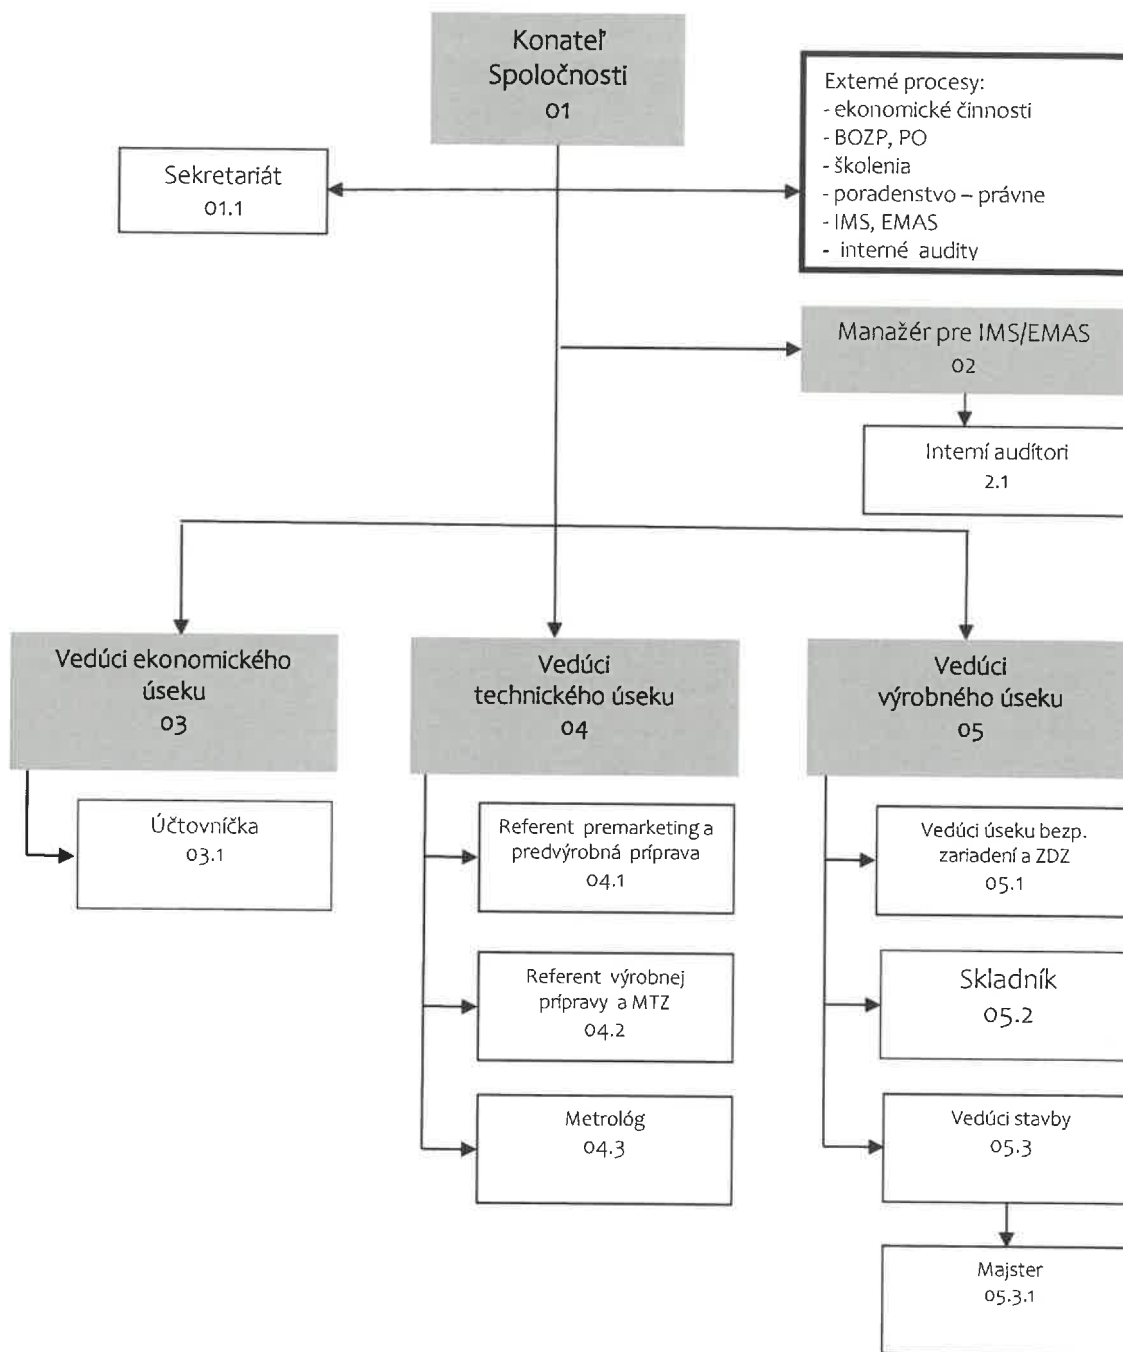 Konateľ
Spoločnosti
01
Externé procesy:
- ekonomické činnosti
- BOZP, PO
- školenia
- poradenstvo – právne
- IMS, EMAS
- interné audity
Sekretariát
01.1
Manažér pre IMS/EMAS
02
Interní audítori
2.1
Vedúci ekonomického
úseku
03
Vedúci
technického úseku
04
Vedúci
výrobného úseku
05
Účtovníčka
03.1
Referent premarketing a
predvýrobná príprava
04.1
Vedúci úseku bezp.
zariadení a ZDZ
05.1
Referent výrobnej
prípravy a MTZ
04.2
Skladník
05.2
Metrológ
04.3
Vedúci stavby
05.3
Majster
05.3.1